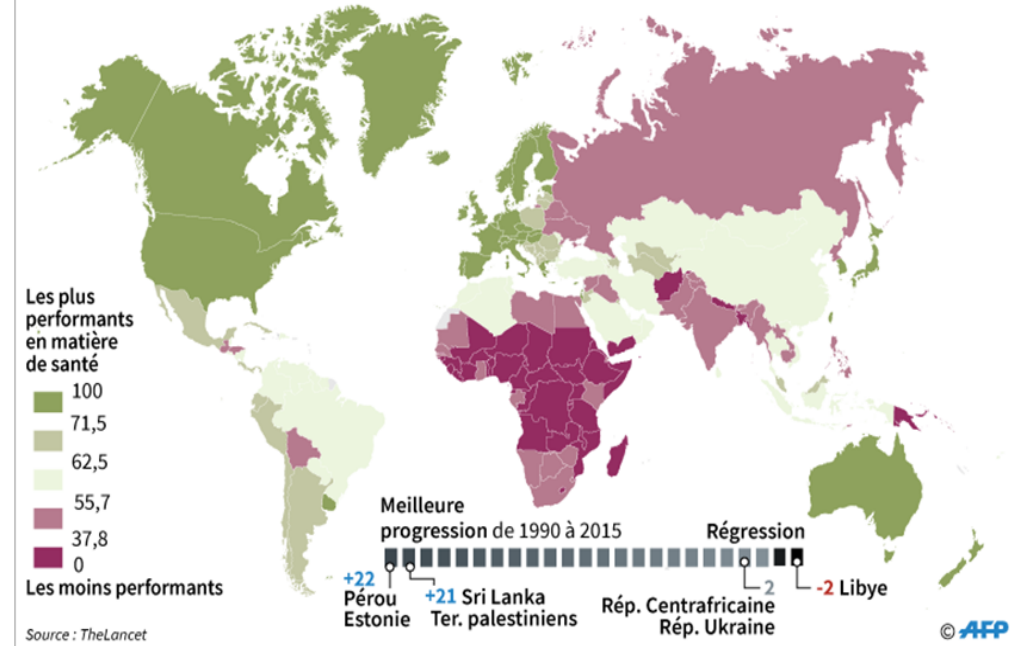 Les plus
performants
en matière
de santé
100
71,5
62,5
55,7
37,8
0
Les moins performants
Meilleure
progression de 1990 à 2015
Régression
+22
Pérou
Estonie
+21 Sri Lanka
Ter. palestiniens
2
Rép. Centrafricaine
Rép. Ukraine
-2 Libye
Source : TheLancet
© AFP